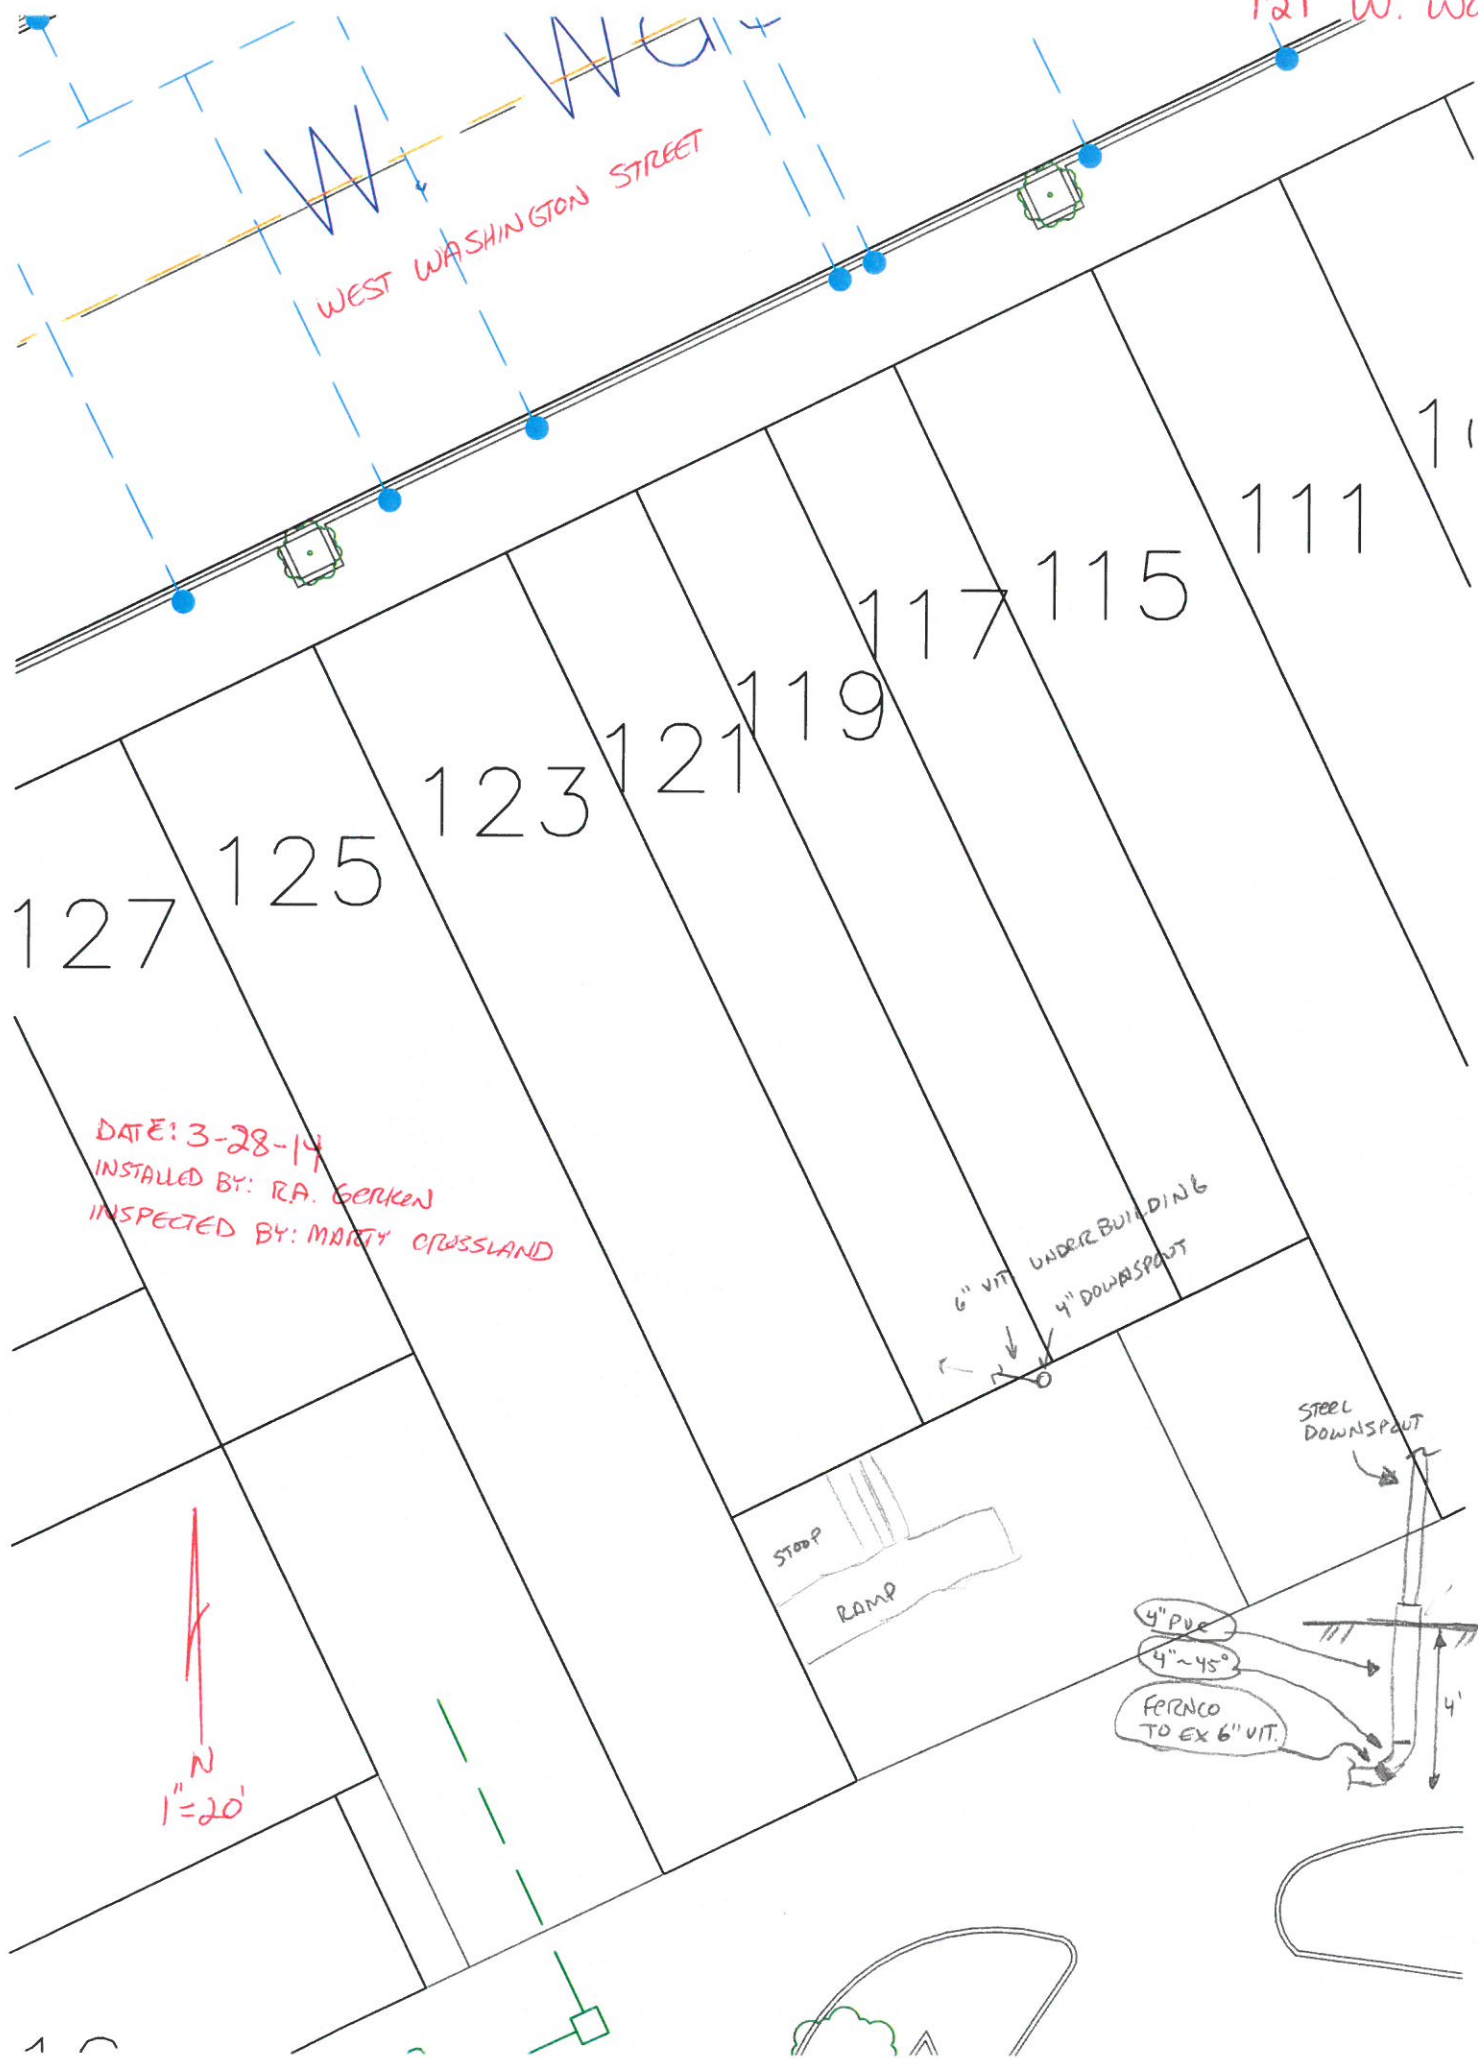 121 W. WA
W
W
WEST WASHINGTON STREET
111
115
117
119
121
123
125
127
DATE: 3-28-14
INSTALLED BY: R.A. GERKEN
INSPECTED BY: MARTY CROSSLAND
6" VIT. UNDER BUILDING
4" DOWNSPOUT
STEEL
DOWNSPOUT
STOOP
RAMP
4" PVC
4"~45°
FERNCO
TO EX 6" VIT.
4'
N
1"=20'